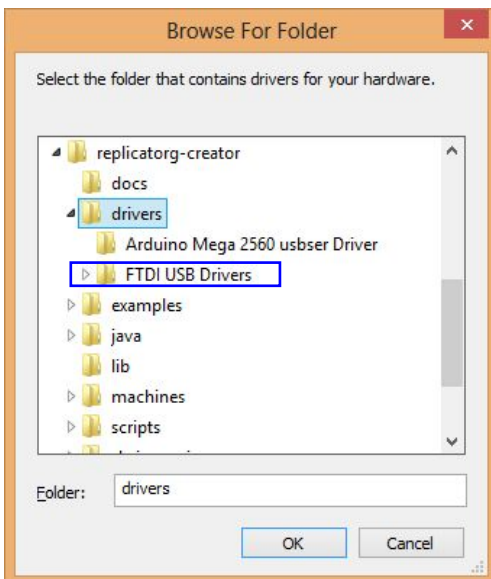 Browse For Folder
Select the folder that contains drivers for your hardware.
replicatorg-creator
docs
drivers
Arduino Mega 2560 usbser Driver
FTDI USB Drivers
examples
java
lib
machines
scripts
Folder: drivers
OK Cancel